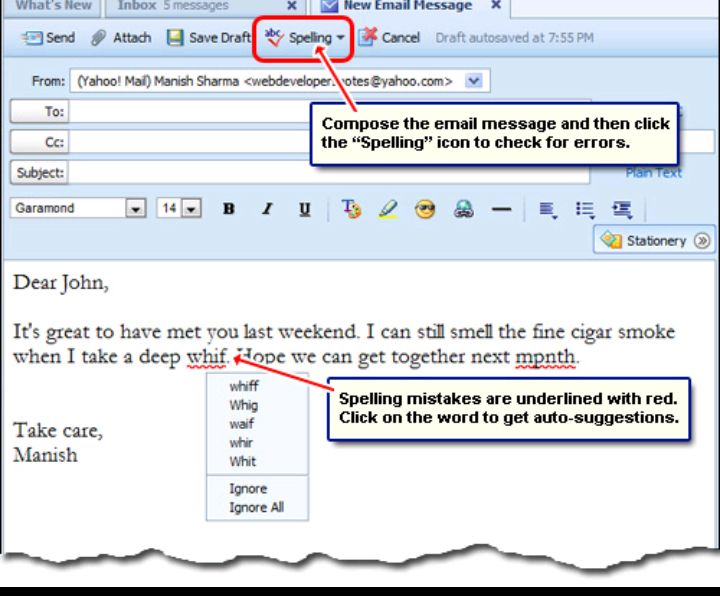 What's New Inbox 5 messages x New Email Message x
Send Attach Save Draft abc Spelling Cancel Draft autosaved at 7:55 PM
From: (Yahoo! Mail) Manish Sharma <webdeveloper otes@yahoo.com>
To:
Compose the email message and then click
the “Spelling” icon to check for errors.
Cc:
Subject:
Plain Text
Garamond 14 B I U T
Stationery
Dear John,
It's great to have met you last weekend. I can still smell the fine cigar smoke
when I take a deep whif. Hope we can get together next mpnth.
whiff
Whig
waif
whir
Whit
Ignore
Ignore All
Spelling mistakes are underlined with red.
Click on the word to get auto-suggestions.
Take care,
Manish